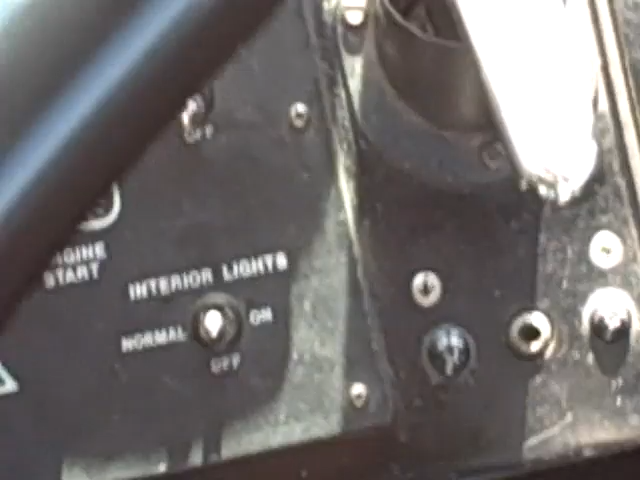 OFF
ENGINE
START
INTERIOR LIGHTS
NORMAL ON
OFF